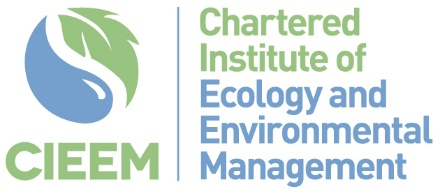 CIEEM
Chartered
Institute of
Ecology and
Environmental
Management